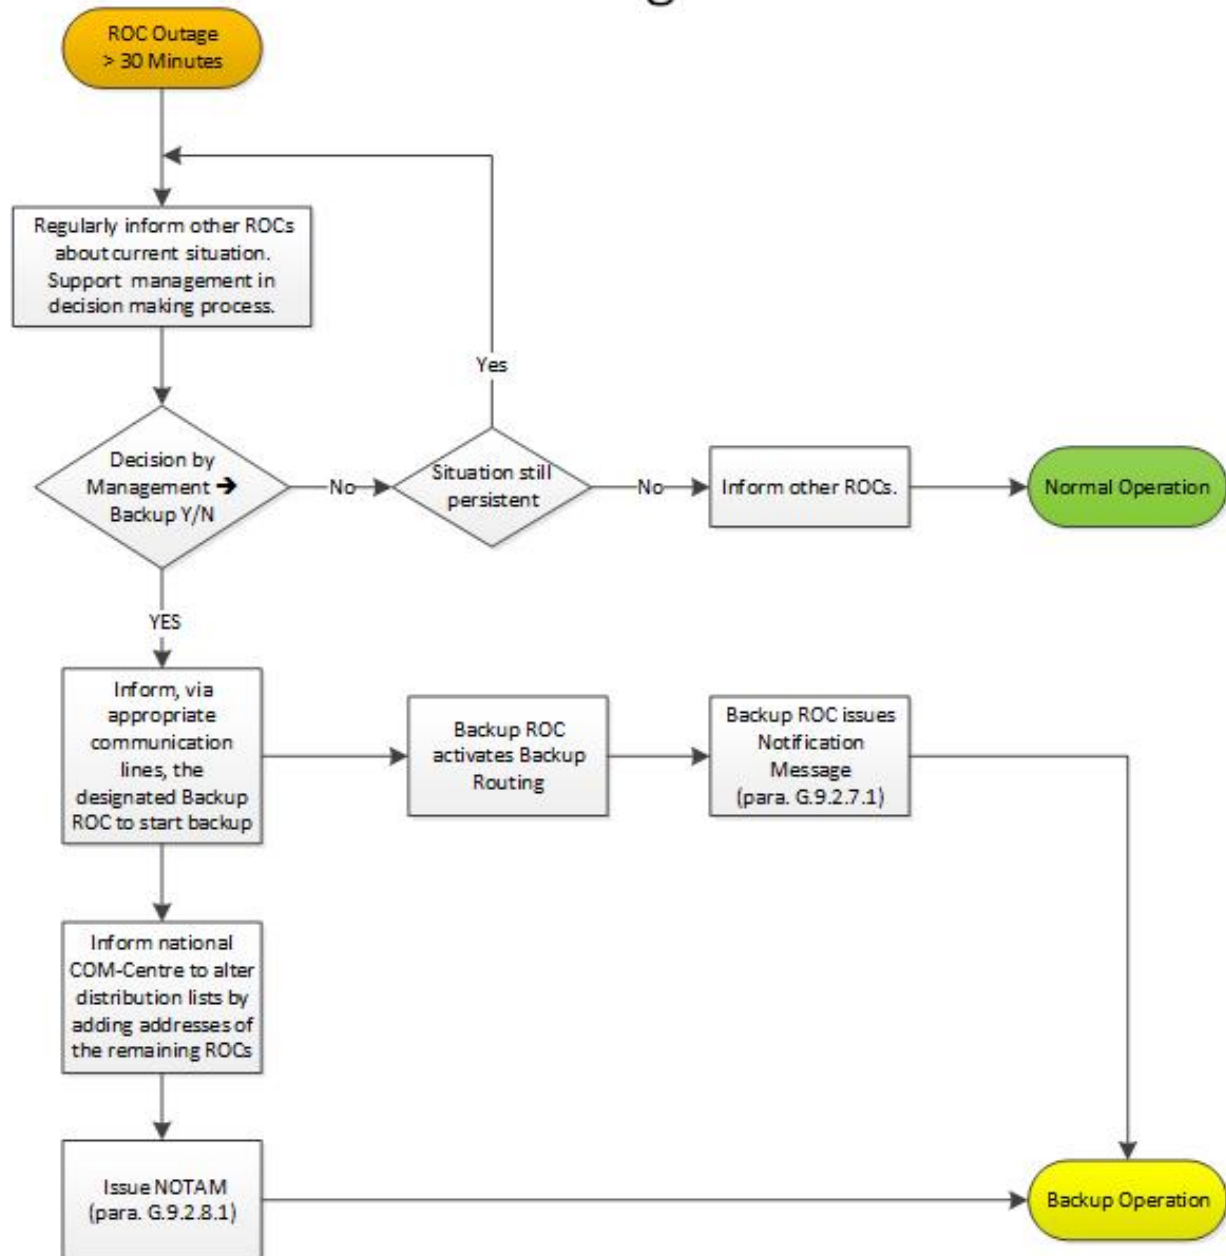 ROC Outage
> 30 Minutes
Regularly inform other ROCs
about current situation.
Support management in
decision making process.
Yes
Decision by
Management ➔
Backup Y/N
No
Situation still
persistent
No
Inform other ROCs.
Normal Operation
YES
Inform, via
appropriate
communication
lines, the
designated Backup
ROC to start backup
Backup ROC
activates Backup
Routing
Backup ROC issues
Notification
Message
(para. G.9.2.7.1)
Inform national
COM-Centre to alter
distribution lists by
adding addresses of
the remaining ROCs
Issue NOTAM
(para. G.9.2.8.1)
Backup Operation